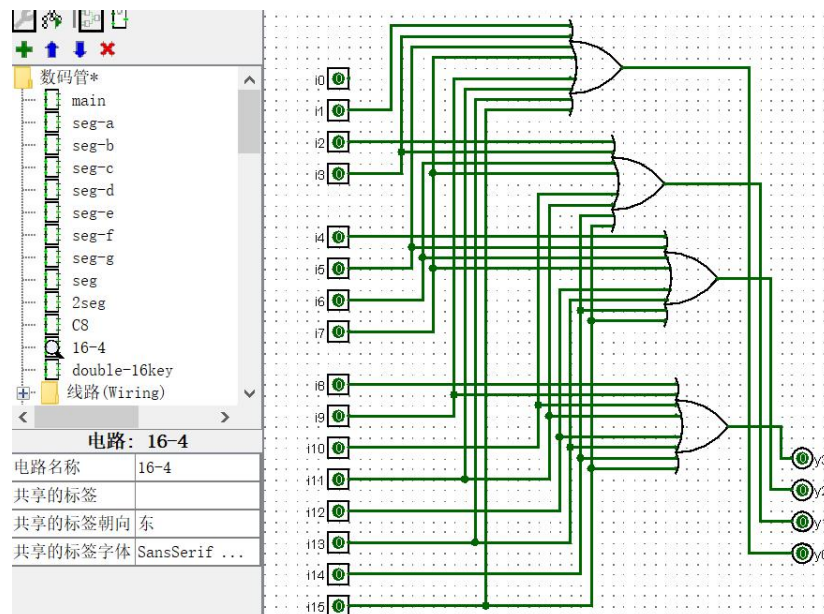 数码管*
main
seg-a
seg-b
seg-c
seg-d
seg-e
seg-f
seg-g
seg
2seg
C8
16-4
double-16key
线路(Wiring)
电路: 16-4
电路名称 16-4
共享的标签
共享的标签朝向 东
共享的标签字体 SansSerif ...
i0 0
i1 0
i2 0
i3 0
i4 0
i5 0
i6 0
i7 0
i8 0
i9 0
i10 0
i11 0
i12 0
i13 0
i14 0
i15 0
0 y3
0 y2
0 y1
0 y0